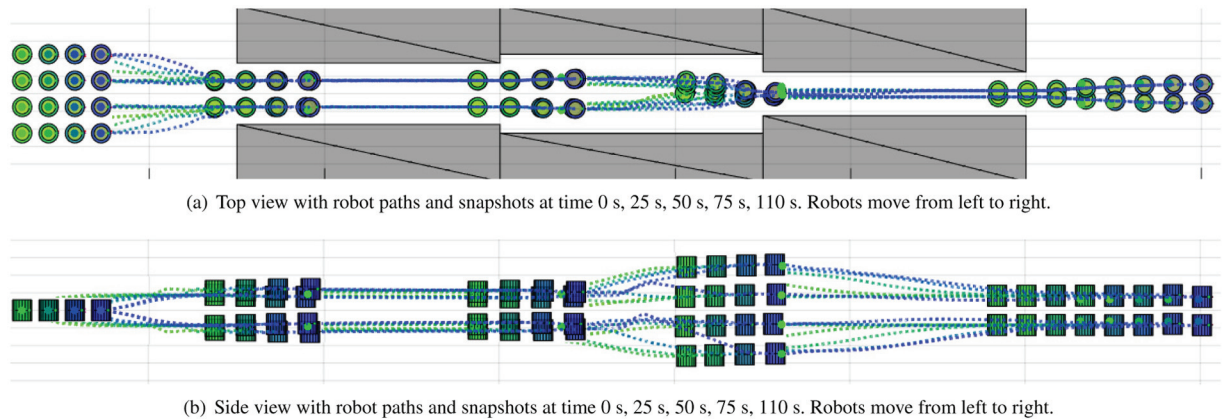 (a) Top view with robot paths and snapshots at time 0 s, 25 s, 50 s, 75 s, 110 s. Robots move from left to right.
(b) Side view with robot paths and snapshots at time 0 s, 25 s, 50 s, 75 s, 110 s. Robots move from left to right.